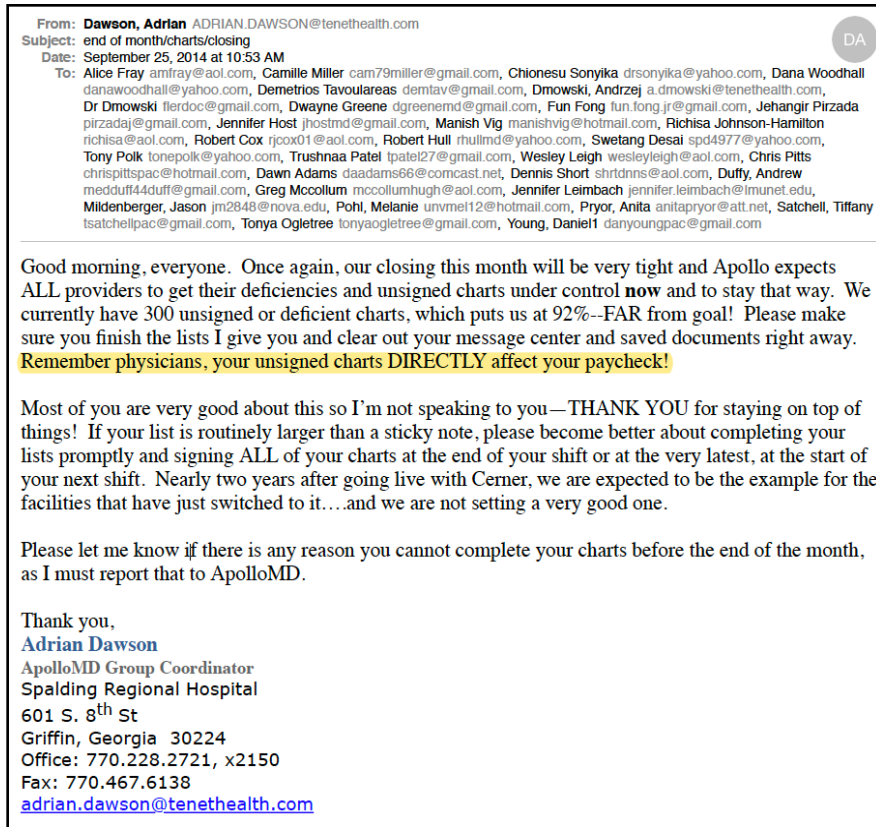 From: Dawson, Adrian ADRIAN.DAWSON@tenethealth.com
Subject: end of month/charts/closing
Date: September 25, 2014 at 10:53 AM
To: Alice Fray amfray@aol.com, Camille Miller cam79miller@gmail.com, Chionesu Sonyika drsonyika@yahoo.com, Dana Woodhall
danawoodhall@yahoo.com, Demetrios Tavoulareas demtav@gmail.com, Dmowski, Andrzej a.dmowski@tenethealth.com,
Dr Dmowski flerdoc@gmail.com, Dwayne Greene dgreenemd@gmail.com, Fun Fong fun.fong.jr@gmail.com, Jehangir Pirzada
pirzadaj@gmail.com, Jennifer Host jhostmd@gmail.com, Manish Vig manishvig@hotmail.com, Richisa Johnson-Hamilton
richisa@aol.com, Robert Cox rjcox01@aol.com, Robert Hull rhullmd@yahoo.com, Swetang Desai spd4977@yahoo.com,
Tony Polk tonepolk@yahoo.com, Trushnaa Patel tpatel27@gmail.com, Wesley Leigh wesleyleigh@aol.com, Chris Pitts
chrispittspac@hotmail.com, Dawn Adams daadams66@comcast.net, Dennis Short shrtdnns@aol.com, Duffy, Andrew
medduff44duff@gmail.com, Greg Mccollum mccollumhugh@aol.com, Jennifer Leimbach jennifer.leimbach@lmunet.edu,
Mildenberger, Jason jm2848@nova.edu, Pohl, Melanie unvmel12@hotmail.com, Pryor, Anita anitapryor@att.net, Satchell, Tiffany
tsatchellpac@gmail.com, Tonya Ogletree tonyaogletree@gmail.com, Young, Daniel1 danyoungpac@gmail.com
DA
Good morning, everyone. Once again, our closing this month will be very tight and Apollo expects
ALL providers to get their deficiencies and unsigned charts under control now and to stay that way. We
currently have 300 unsigned or deficient charts, which puts us at 92%--FAR from goal! Please make
sure you finish the lists I give you and clear out your message center and saved documents right away.
Remember physicians, your unsigned charts DIRECTLY affect your paycheck!
Most of you are very good about this so I'm not speaking to you—THANK YOU for staying on top of
things! If your list is routinely larger than a sticky note, please become better about completing your
lists promptly and signing ALL of your charts at the end of your shift or at the very latest, at the start of
your next shift. Nearly two years after going live with Cerner, we are expected to be the example for the
facilities that have just switched to it….and we are not setting a very good one.
Please let me know if there is any reason you cannot complete your charts before the end of the month,
as I must report that to ApolloMD.
Thank you,
Adrian Dawson
ApolloMD Group Coordinator
Spalding Regional Hospital
601 S. 8th St
Griffin, Georgia 30224
Office: 770.228.2721, x2150
Fax: 770.467.6138
adrian.dawson@tenethealth.com